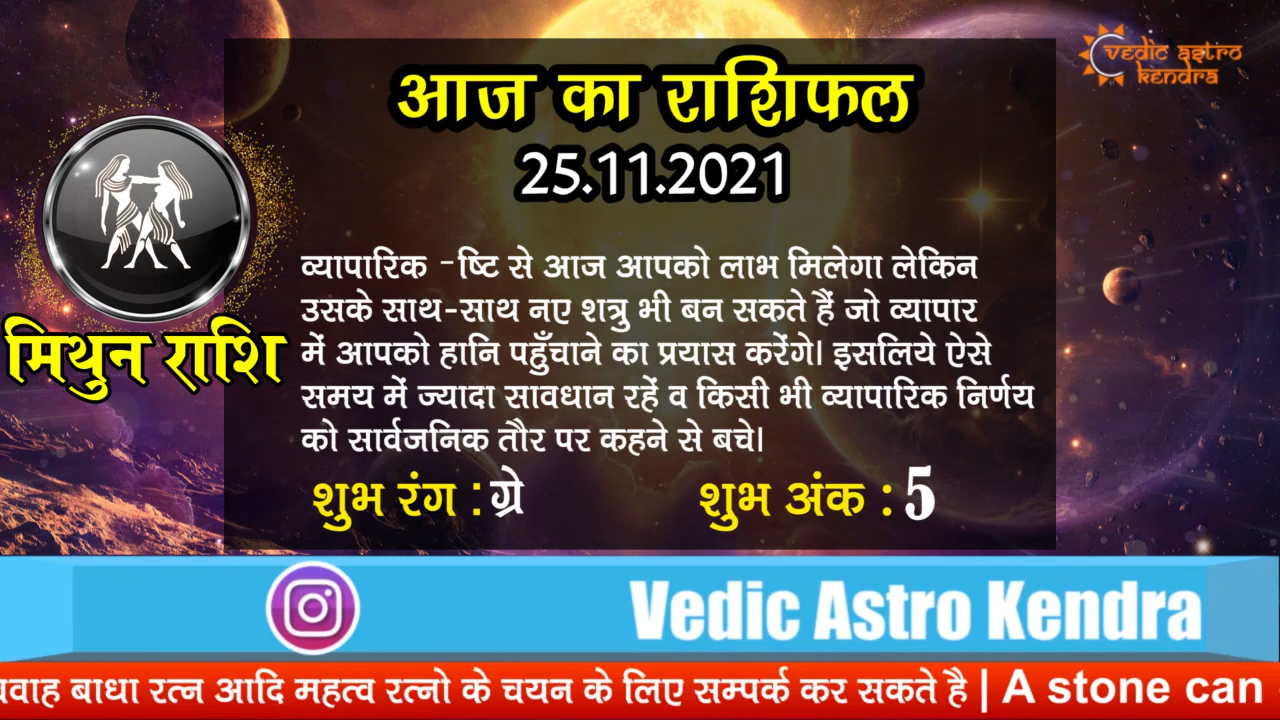 आज का राशिफल
vedic astro
kendra
25.11.2021
मिथुन राशि
व्यापारिक -ष्टि से आज आपको लाभ मिलेगा लेकिन
उसके साथ-साथ नए शत्रु भी बन सकते हैं जो व्यापार
में आपको हानि पहुँचाने का प्रयास करेंगे। इसलिये ऐसे
समय में ज्यादा सावधान रहें व किसी भी व्यापारिक निर्णय
को सार्वजनिक तौर पर कहने से बचे।
शुभ रंग : ग्रे
शुभ अंक : 5
Vedic Astro Kendra
बाधा रत्न आदि महत्व रत्नो के चयन के लिए सम्पर्क कर सकते है | A stone can